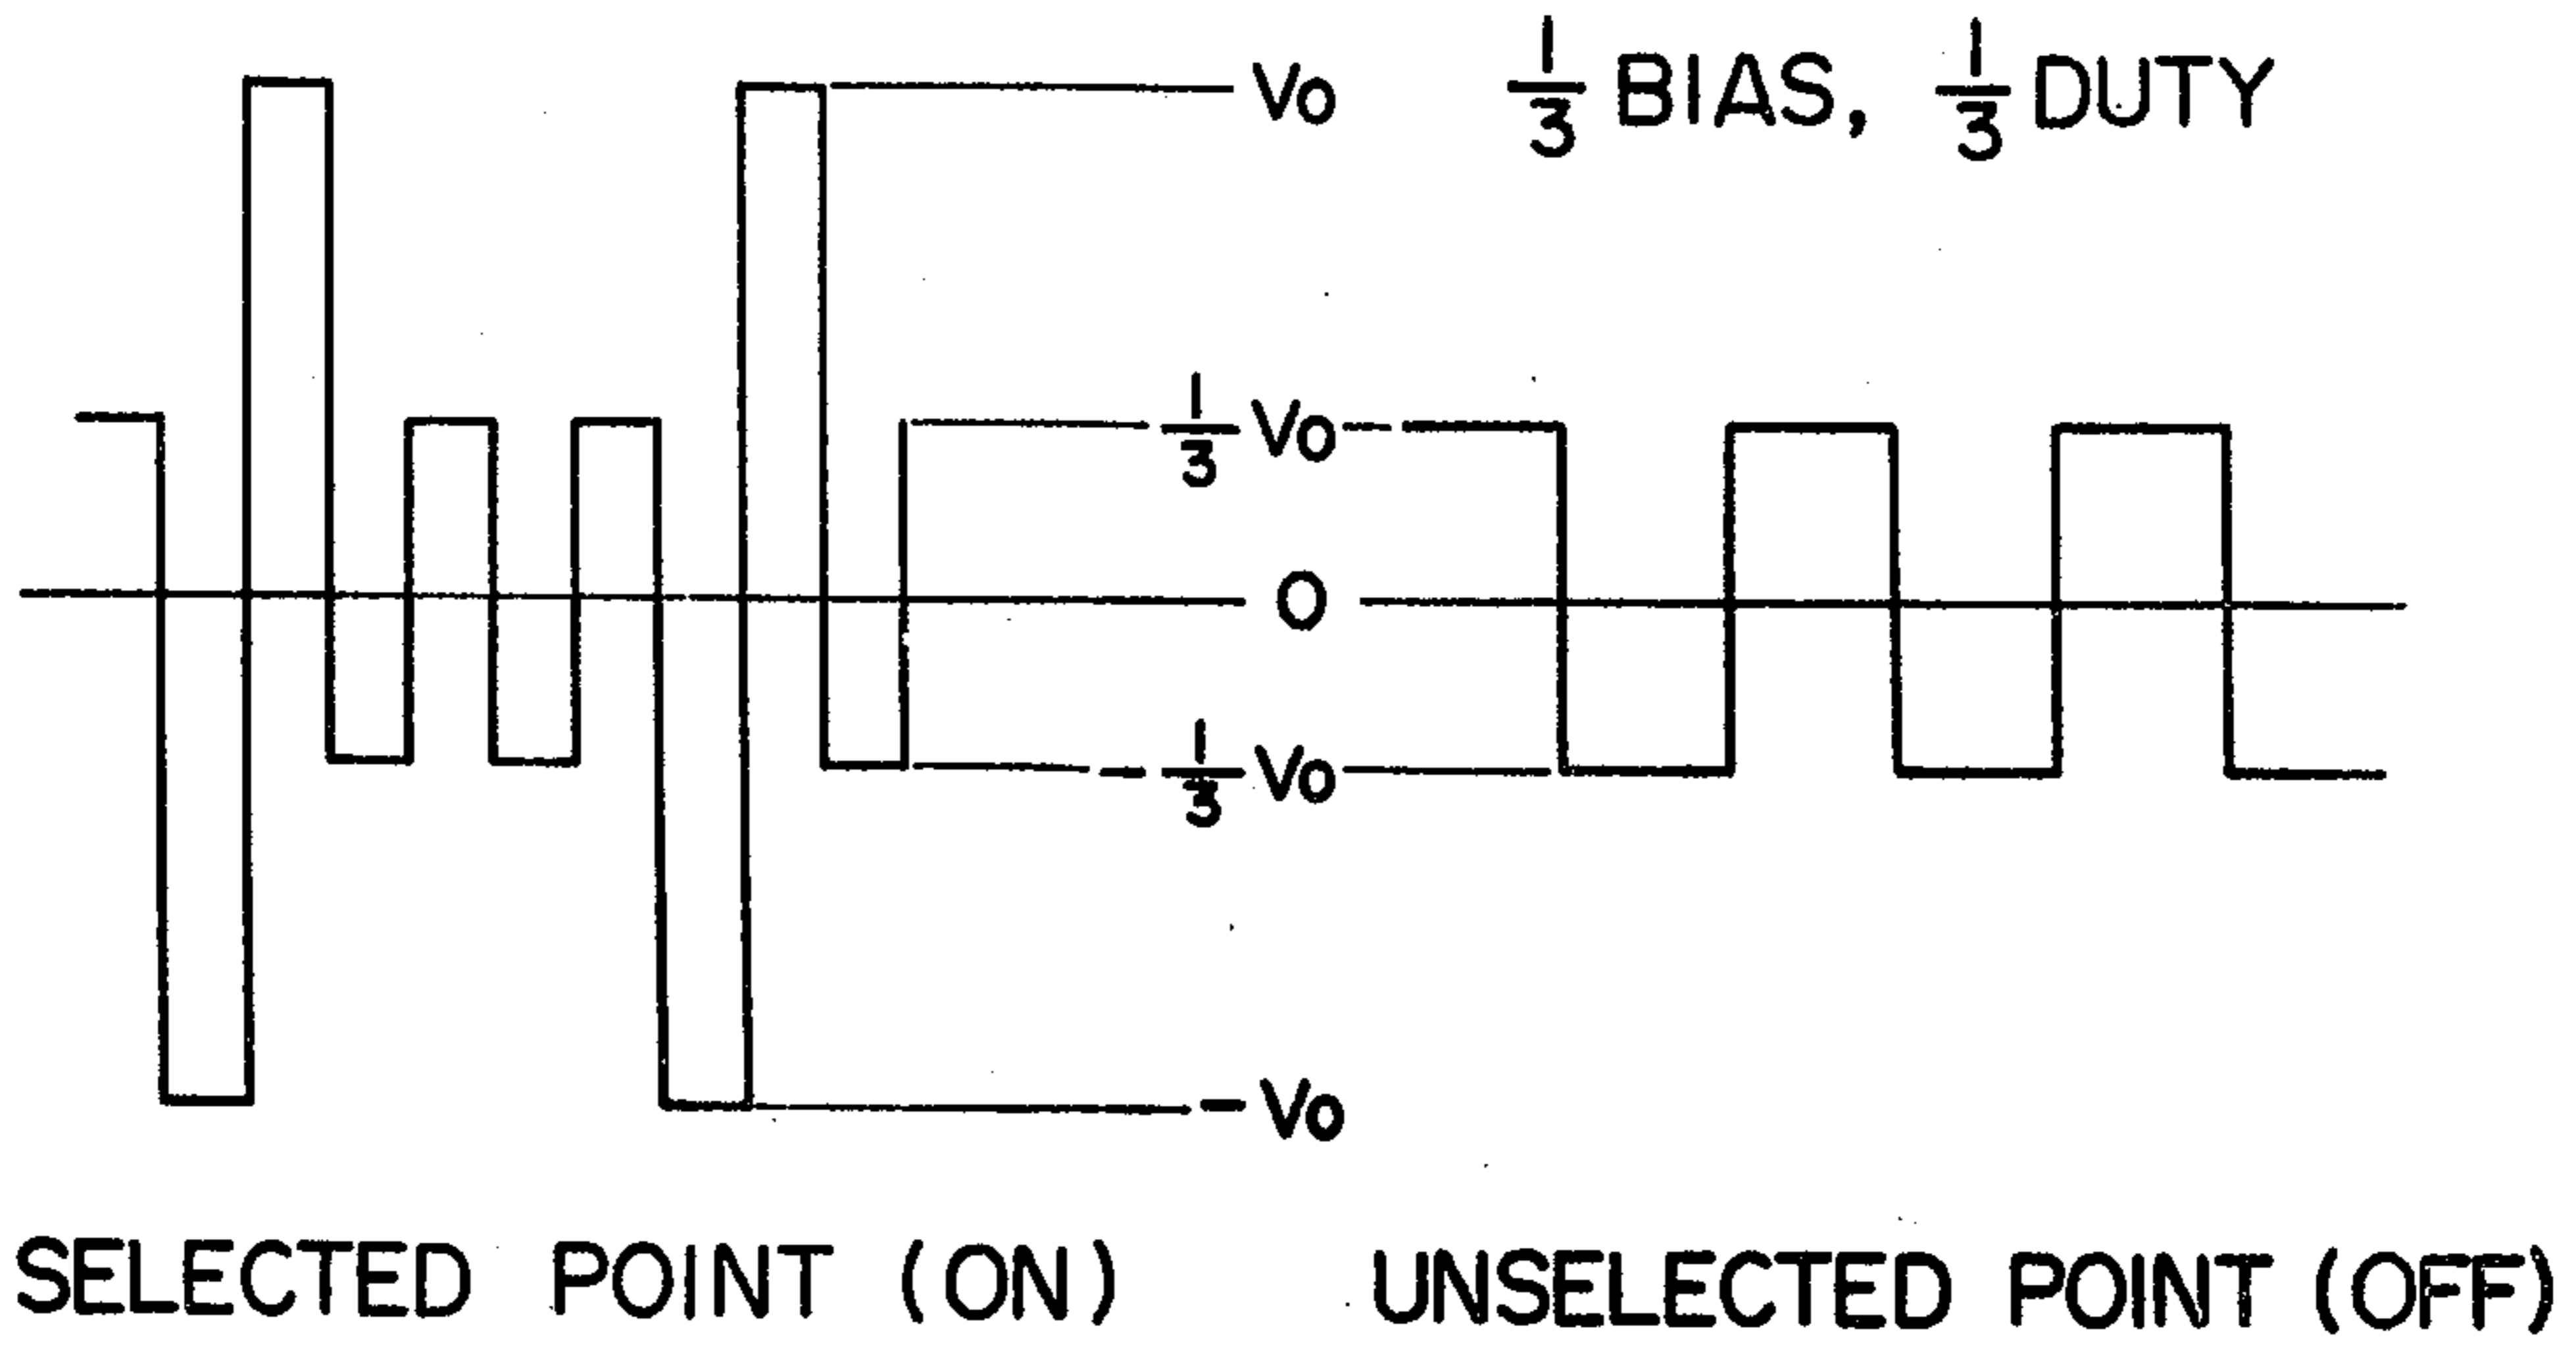 Vo
1/3 BIAS, 1/3 DUTY
1/3 Vo
0
- 1/3 Vo
- Vo
SELECTED POINT (ON)
UNSELECTED POINT (OFF)